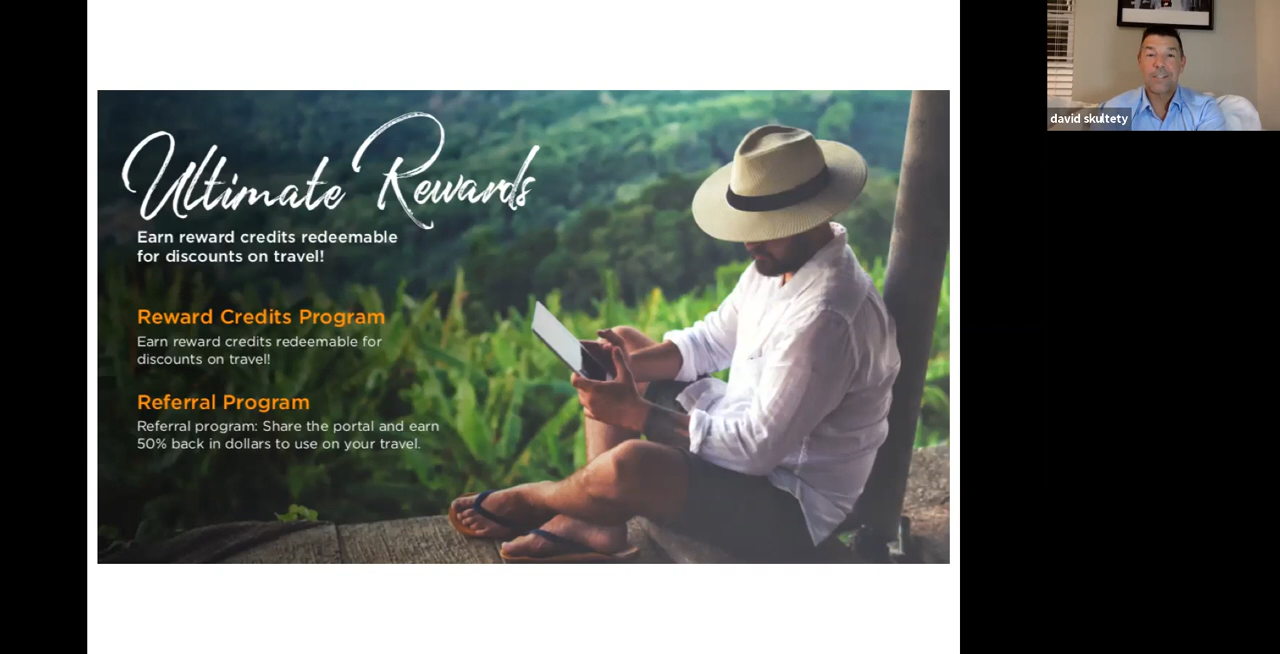 Ultimate Rewards
Earn reward credits redeemable
for discounts on travel!
Reward Credits Program
Earn reward credits redeemable for
discounts on travel!
Referral Program
Referral program: Share the portal and earn
50% back in dollars to use on your travel.
david skultety